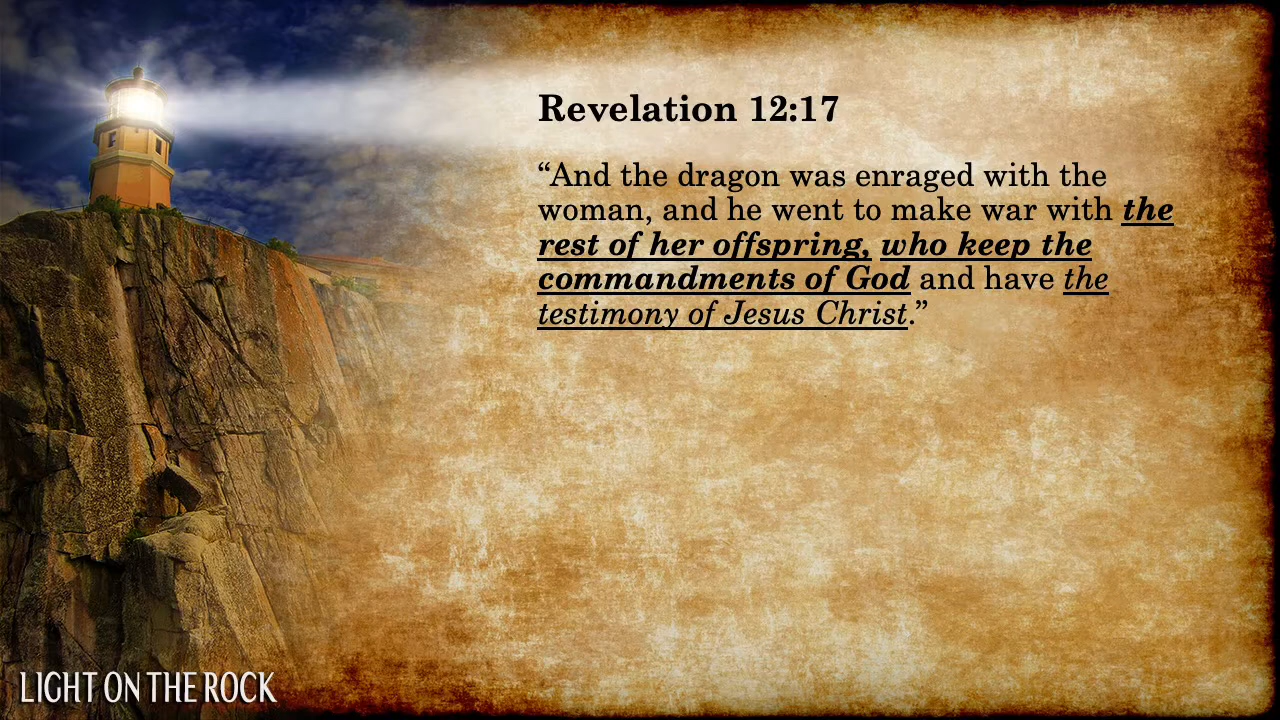 Revelation 12:17
“And the dragon was enraged with the
woman, and he went to make war with the
rest of her offspring, who keep the
commandments of God and have the
testimony of Jesus Christ.”
LIGHT ON THE ROCK